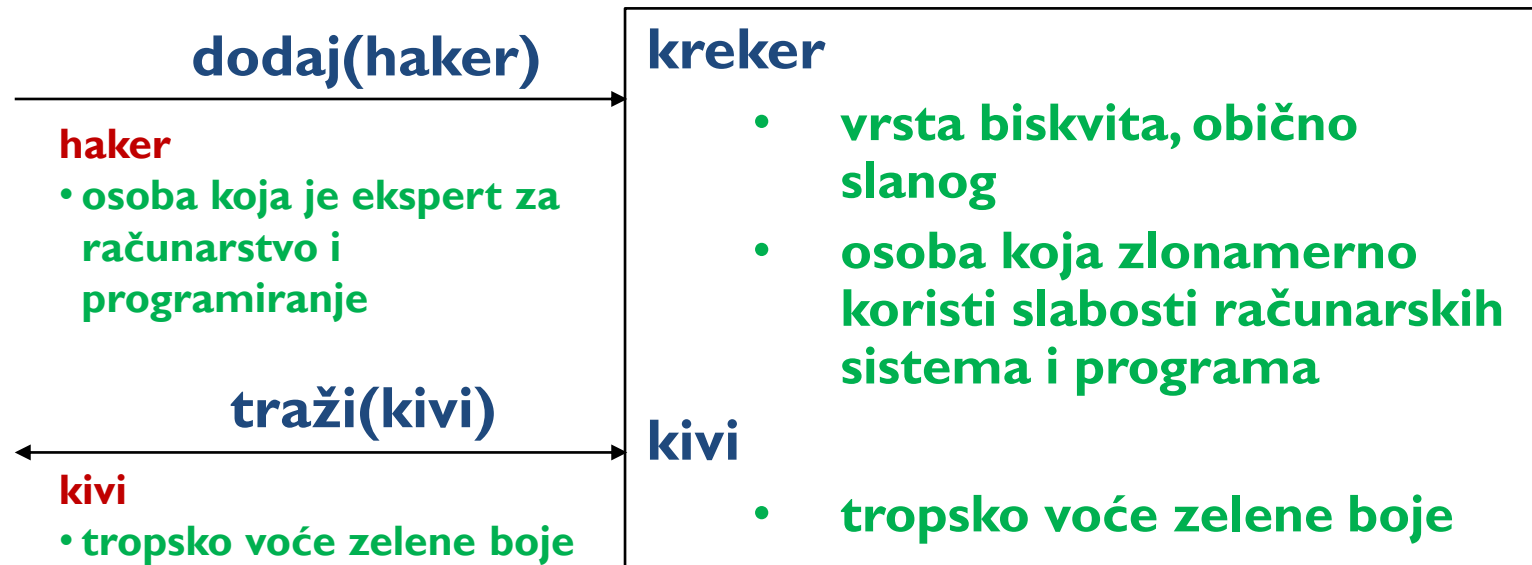 dodaj(haker)
haker
• osoba koja je ekspert za
računarstvo i
programiranje
traži(kivi)
kivi
• tropsko voće zelene boje
kreker
• vrsta biskvita, obično
slanog
• osoba koja zlonamerno
koristi slabosti računarskih
sistema i programa
kivi
• tropsko voće zelene boje